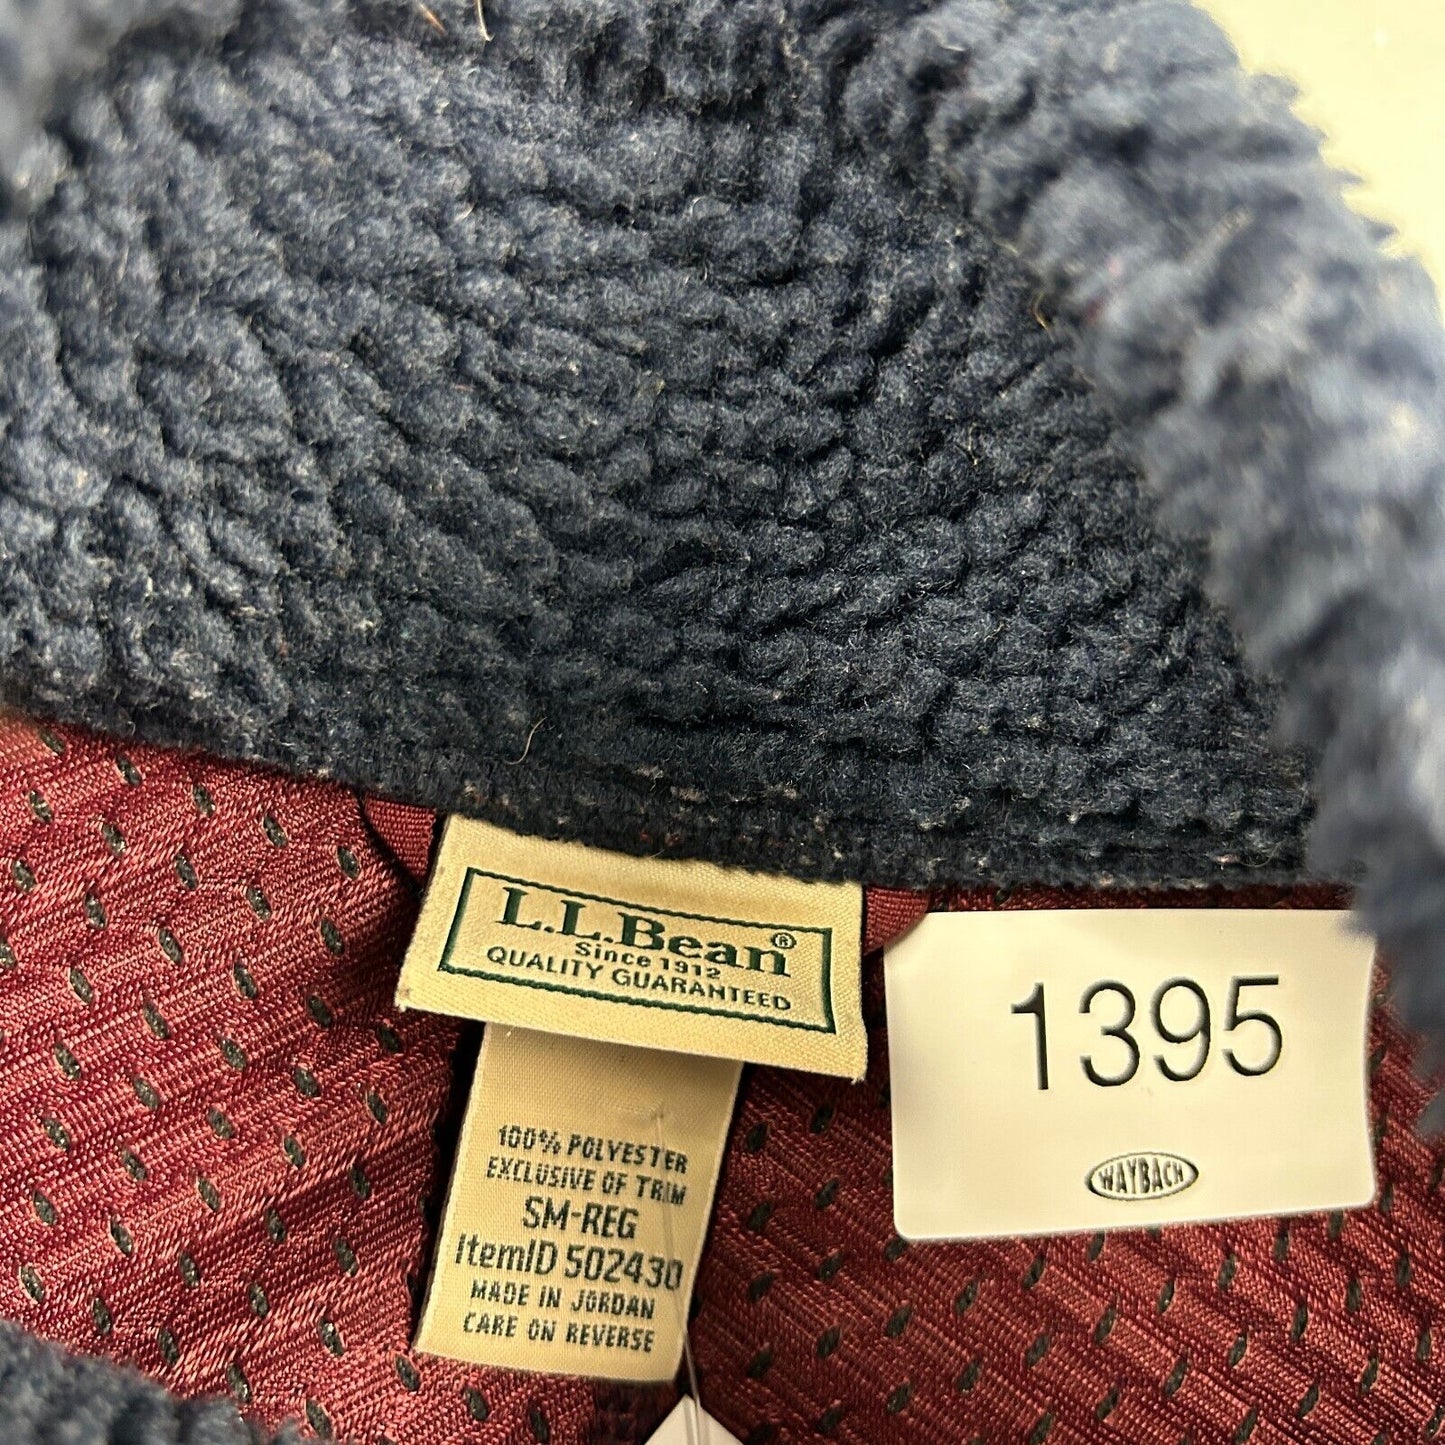 L.L.Bean®
Since 1912
QUALITY GUARANTEED
100% POLYESTER
EXCLUSIVE OF TRIM
SM-REG
ItemID 502430
MADE IN JORDAN
CARE ON REVERSE
1395
WAYBACH